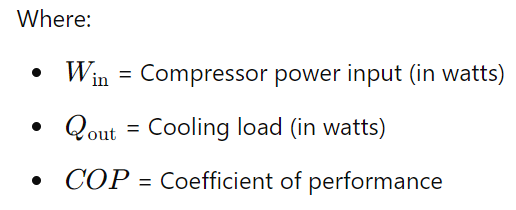 Where:
• W_in = Compressor power input (in watts)
• Q_out = Cooling load (in watts)
• COP = Coefficient of performance